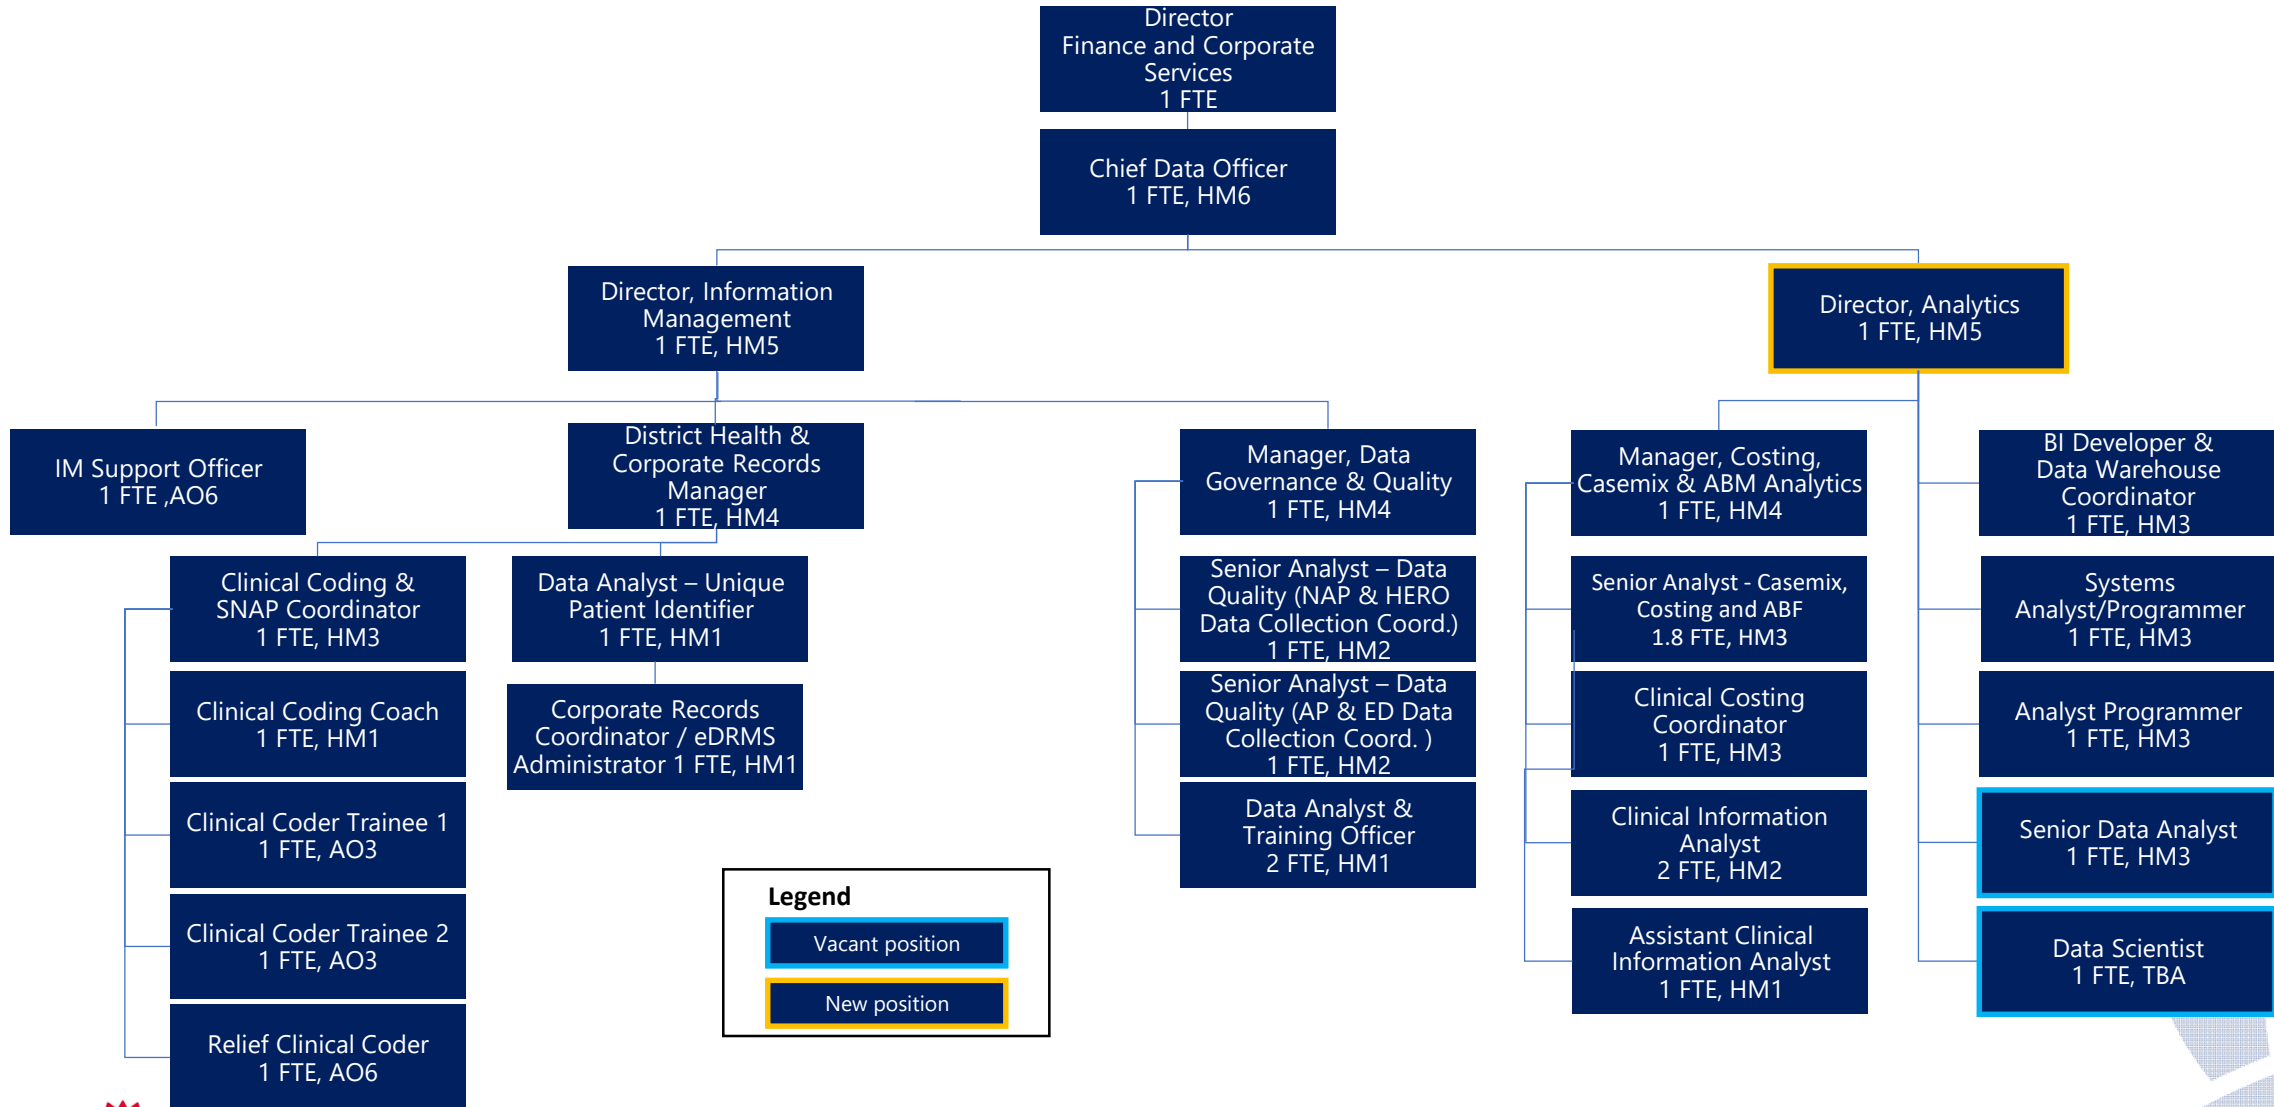 Director
Finance and Corporate
Services
1 FTE
Chief Data Officer
1 FTE, HM6
Director, Information
Management
1 FTE, HM5
Director, Analytics
1 FTE, HM5
IM Support Officer
1 FTE ,AO6
District Health &
Corporate Records
Manager
1 FTE, HM4
Manager, Data
Governance & Quality
1 FTE, HM4
Manager, Costing,
Casemix & ABM Analytics
1 FTE, HM4
BI Developer &
Data Warehouse
Coordinator
1 FTE, HM3
Clinical Coding &
SNAP Coordinator
1 FTE, HM3
Data Analyst – Unique
Patient Identifier
1 FTE, HM1
Senior Analyst – Data
Quality (NAP & HERO
Data Collection Coord.)
1 FTE, HM2
Senior Analyst - Casemix,
Costing and ABF
1.8 FTE, HM3
Systems
Analyst/Programmer
1 FTE, HM3
Clinical Coding Coach
1 FTE, HM1
Corporate Records
Coordinator / eDRMS
Administrator 1 FTE, HM1
Senior Analyst – Data
Quality (AP & ED Data
Collection Coord. )
1 FTE, HM2
Clinical Costing
Coordinator
1 FTE, HM3
Analyst Programmer
1 FTE, HM3
Clinical Coder Trainee 1
1 FTE, AO3
Data Analyst &
Training Officer
2 FTE, HM1
Clinical Information
Analyst
2 FTE, HM2
Senior Data Analyst
1 FTE, HM3
Clinical Coder Trainee 2
1 FTE, AO3
Assistant Clinical
Information Analyst
1 FTE, HM1
Data Scientist
1 FTE, TBA
Relief Clinical Coder
1 FTE, AO6
Legend
Vacant position
New position